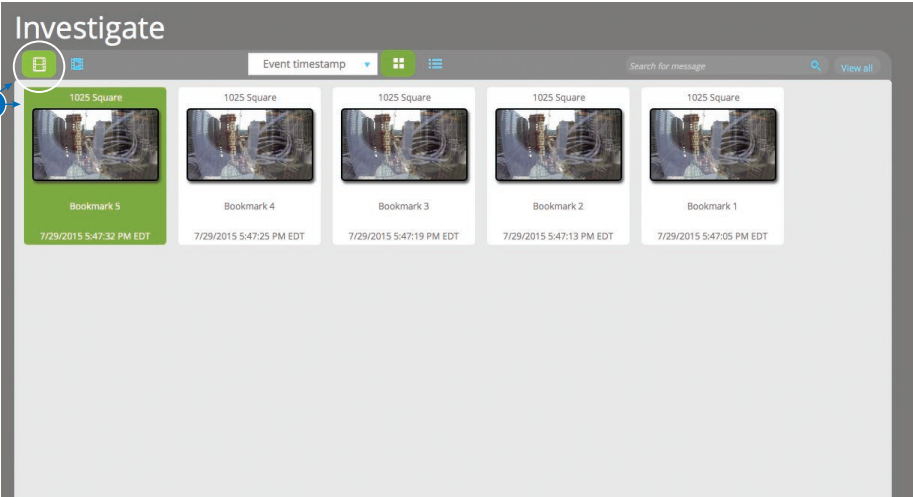 Investigate
Event timestamp
Search for message
View all
1025 Square
1025 Square
1025 Square
1025 Square
1025 Square
Bookmark 5
Bookmark 4
Bookmark 3
Bookmark 2
Bookmark 1
7/29/2015 5:47:32 PM EDT
7/29/2015 5:47:25 PM EDT
7/29/2015 5:47:19 PM EDT
7/29/2015 5:47:13 PM EDT
7/29/2015 5:47:05 PM EDT